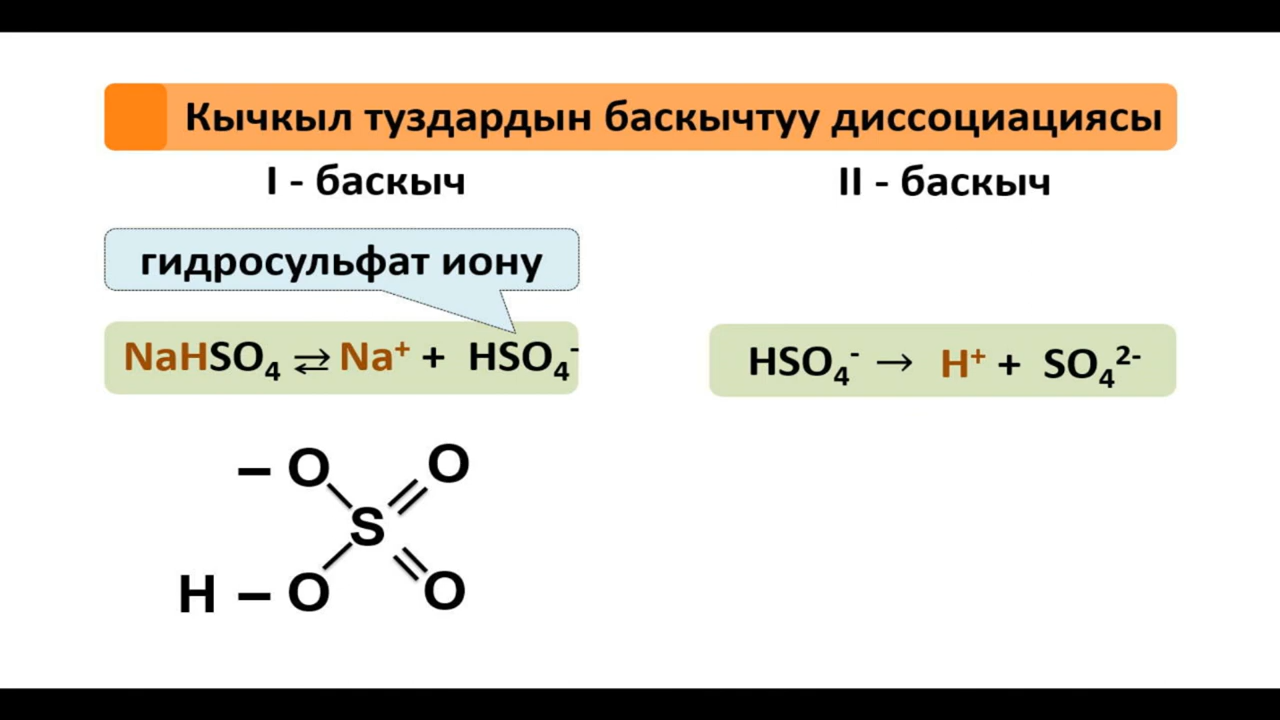 Кычкыл туздардын баскычтуу диссоциациясы
I - баскыч
II - баскыч
гидросульфат иону
NaHSO₄ ⇄ Na⁺ + HSO₄⁻
HSO₄⁻ → H⁺ + SO₄²⁻
– O O
S
H – O O